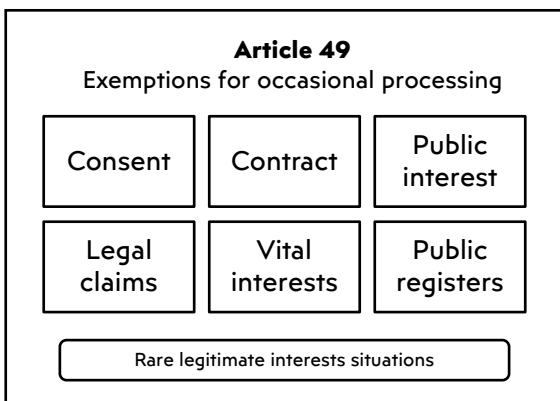 Article 49
Exemptions for occasional processing
Consent
Contract
Public
interest
Legal
claims
Vital
interests
Public
registers
Rare legitimate interests situations